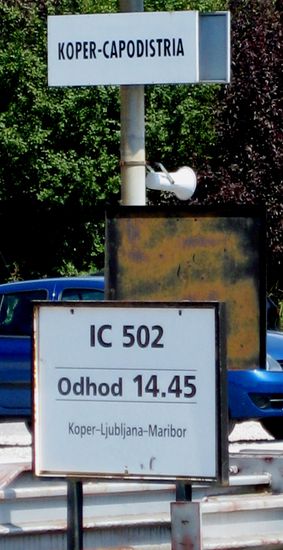 KOPER-CAPODISTRIA
IC 502
Odhod 14.45
Koper–Ljubljana–Maribor